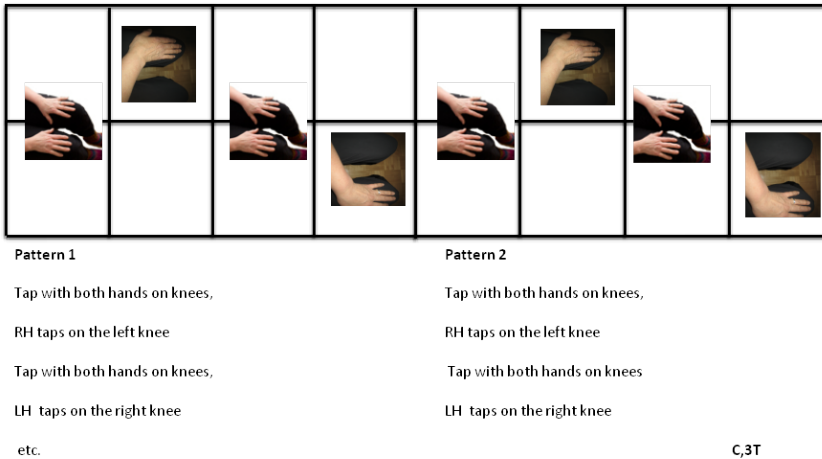 Pattern 1
Tap with both hands on knees,
RH taps on the left knee
Tap with both hands on knees,
LH taps on the right knee
etc.
Pattern 2
Tap with both hands on knees,
RH taps on the left knee
Tap with both hands on knees
LH taps on the right knee
C,3T